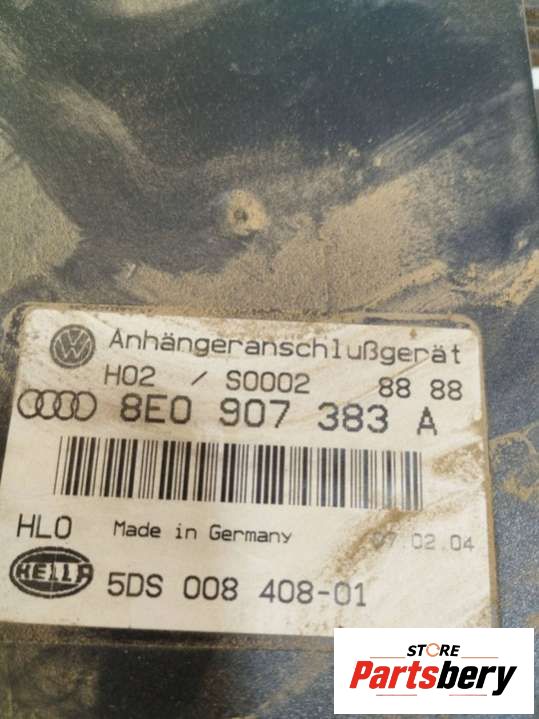 Anhängeranschlußgerät
H02 / S0002 88 88
8E0 907 383 A
HLO Made in Germany 07.02.04
HELLA 5DS 008 408-01
STORE
Partsbery